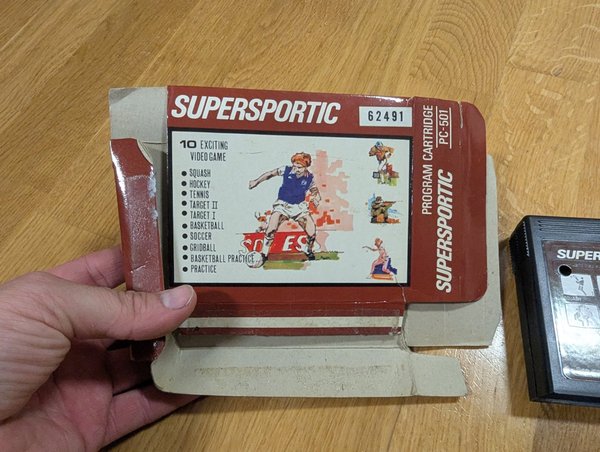 SUPERSPORTIC
62491
10 EXCITING
VIDEO GAME
● SQUASH
● HOCKEY
● TENNIS
● TARGET II
● TARGET I
● BASKETBALL
● SOCCER
● GRIDBALL
● BASKETBALL PRACTICE
● PRACTICE
PROGRAM CARTRIDGE
PC-501
SUPERSPORTIC
SUPER